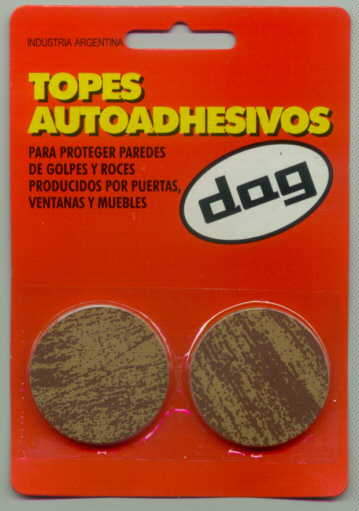 INDUSTRIA ARGENTINA
TOPES
AUTOADHESIVOS
PARA PROTEGER PAREDES
DE GOLPES Y ROCES
PRODUCIDOS POR PUERTAS,
VENTANAS Y MUEBLES
dag